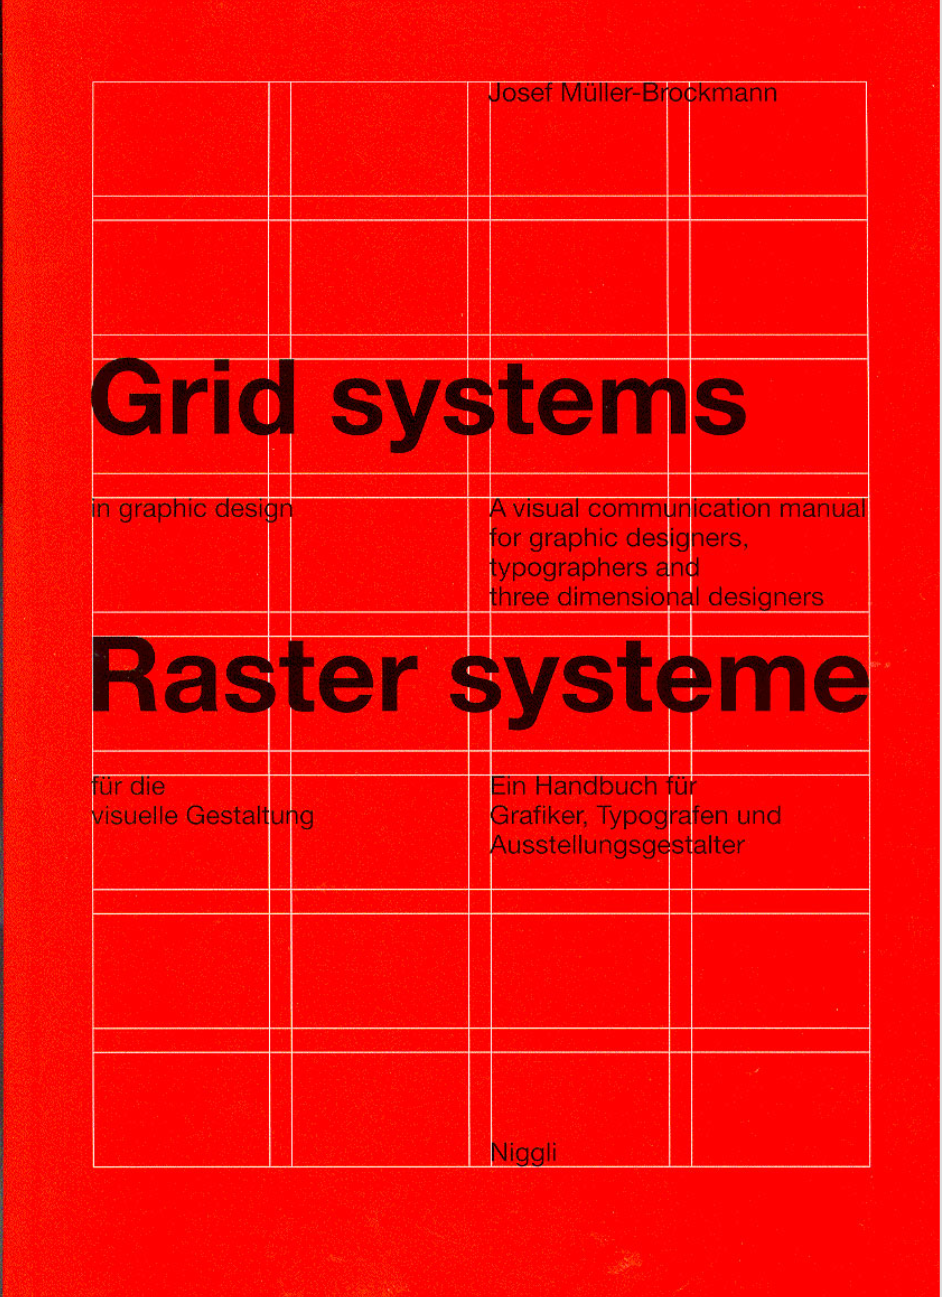 Josef Müller-Brockmann
Grid systems
in graphic design
A visual communication manual
for graphic designers,
typographers and
three dimensional designers
Raster systeme
für die
visuelle Gestaltung
Ein Handbuch für
Grafiker, Typografen und
Ausstellungsgestalter
Niggli